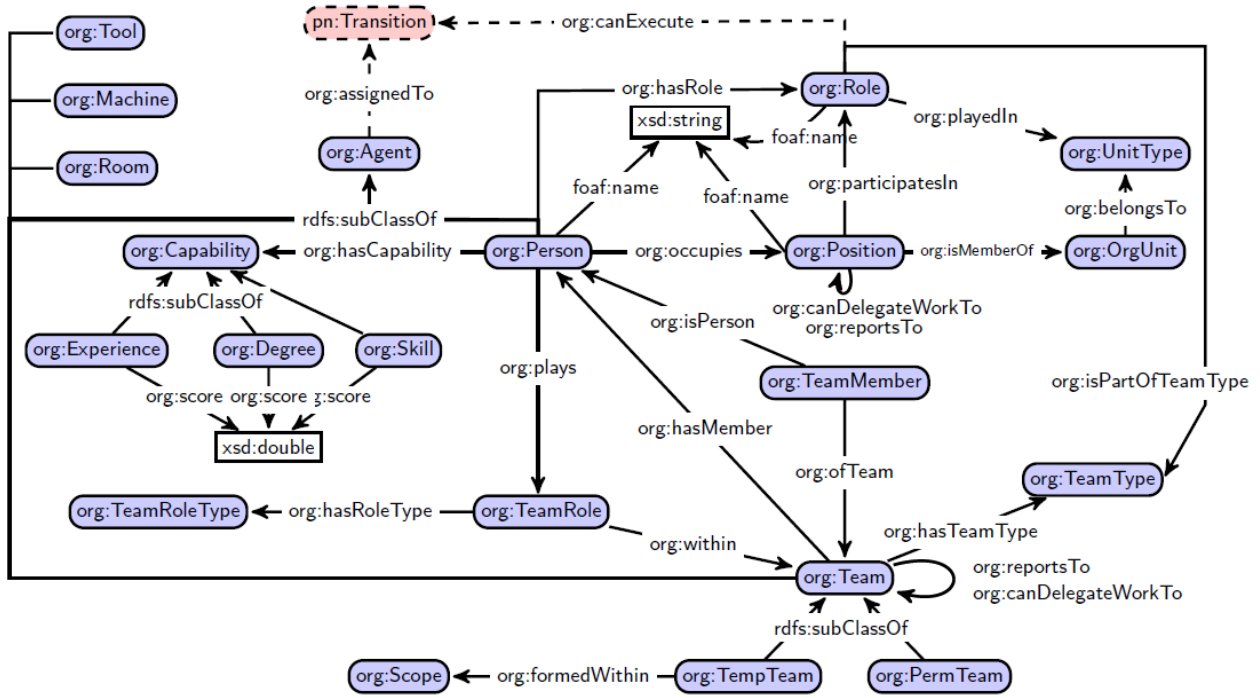 org:Tool
pn:Transition
org:canExecute
org:Machine
org:assignedTo
org:hasRole
org:Role
xsd:string
foaf:name
org:playedIn
org:Room
org:Agent
org:UnitType
foaf:name
foaf:name
org:participatesIn
rdfs:subClassOf
org:belongsTo
org:Capability
org:hasCapability
org:Person
org:occupies
org:Position
org:isMemberOf
org:OrgUnit
rdfs:subClassOf
org:canDelegateWorkTo
org:reportsTo
org:isPerson
org:Experience
org:Degree
org:Skill
org:plays
org:TeamMember
org:isPartOfTeamType
org:score
org:score
g:score
org:hasMember
xsd:double
org:ofTeam
org:TeamType
org:TeamRoleType
org:hasRoleType
org:TeamRole
org:hasTeamType
org:within
org:Team
org:reportsTo
org:canDelegateWorkTo
rdfs:subClassOf
org:Scope
org:formedWithin
org:TempTeam
org:PermTeam